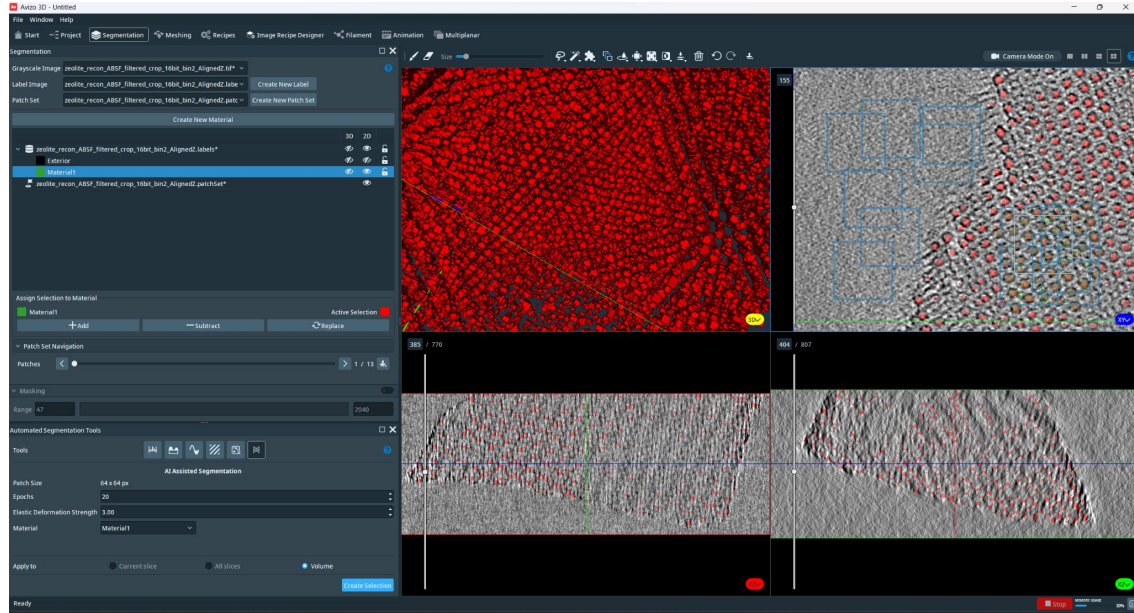 Avizo 3D - Untitled
File Window Help
Start Project Segmentation Meshing Recipes Image Recipe Designer Filament Animation Multiplanar
Segmentation
Size
Camera Mode On
Grayscale Image zeolite_recon_ABSF_filtered_crop_16bit_bin2_AlignedZ.tif*
Label Image zeolite_recon_ABSF_filtered_crop_16bit_bin2_AlignedZ.labe Create New Label
Patch Set zeolite_recon_ABSF_filtered_crop_16bit_bin2_AlignedZ.patc Create New Patch Set
155
Create New Material
3D 2D
zeolite_recon_ABSF_filtered_crop_16bit_bin2_AlignedZ.labels*
Exterior
Material1
zeolite_recon_ABSF_filtered_crop_16bit_bin2_AlignedZ.patchSet*
Assign Selection to Material
Material1 Active Selection
Add Subtract Replace
3D XY
Patch Set Navigation
385 / 770
404 / 807
Patches 1 / 13
Masking
Range 47 2040
Automated Segmentation Tools
Tools
AI Assisted Segmentation
Patch Size 64 x 64 px
Epochs 20
Elastic Deformation Strength 3.00
Material Material1
Apply to Current slice All slices Volume
Create Selection
XZ
Ready
Stop MEMORY USAGE